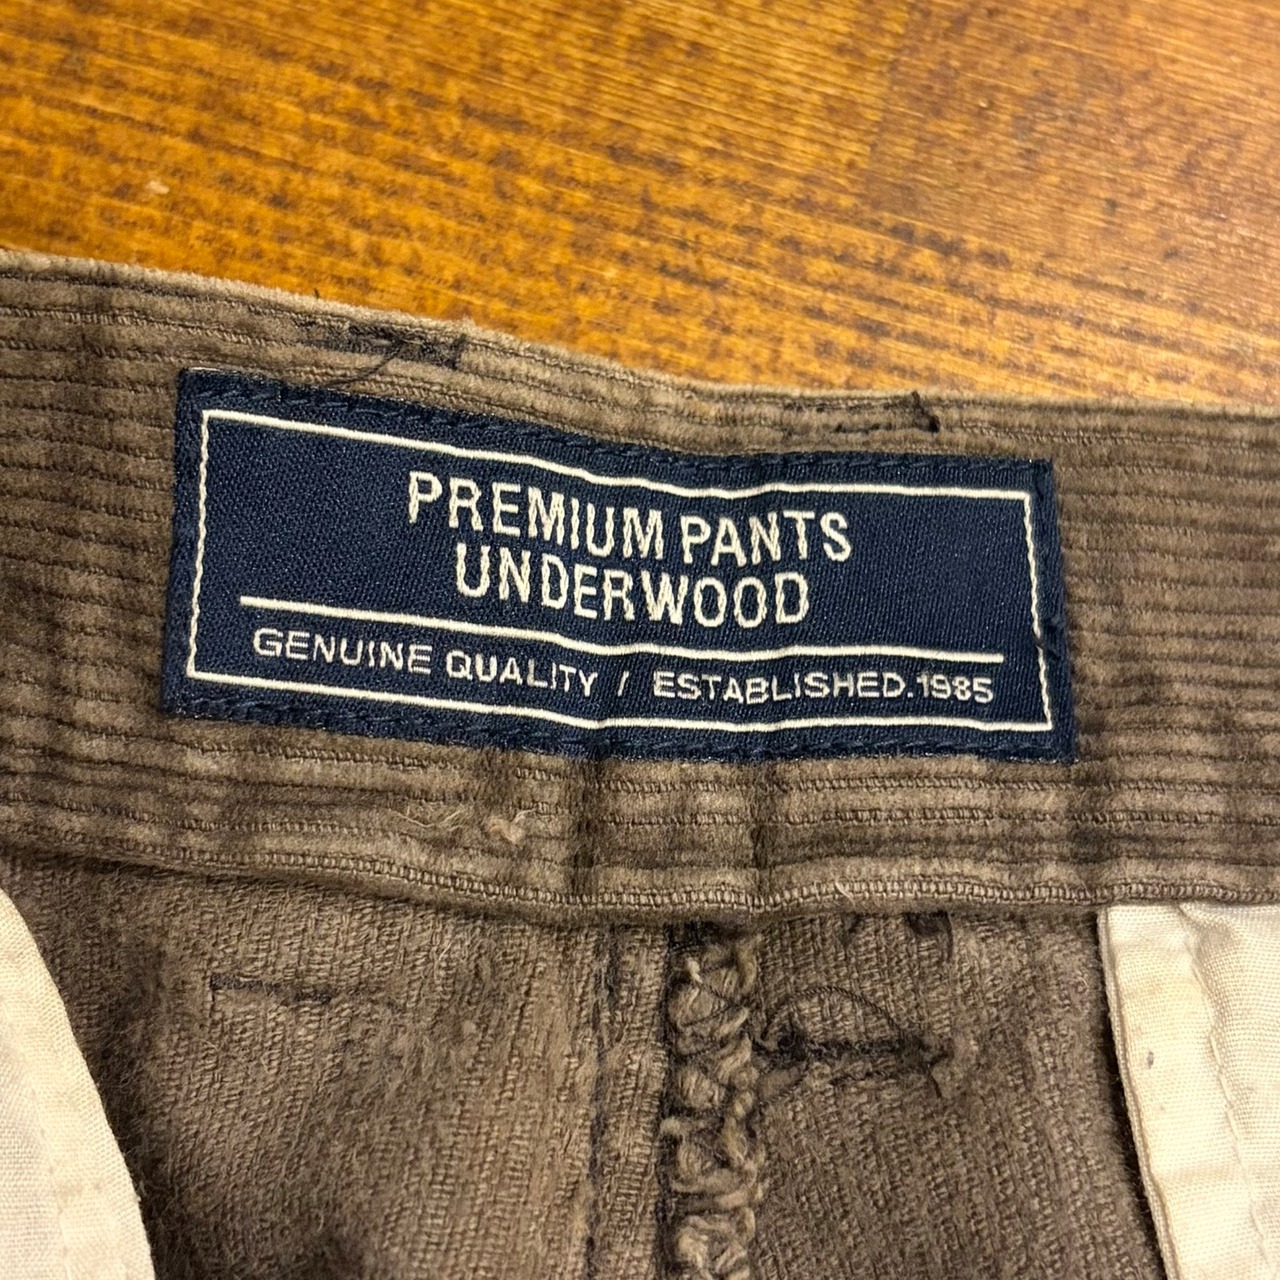 PREMIUM PANTS
UNDERWOOD
GENUINE QUALITY / ESTABLISHED.1985